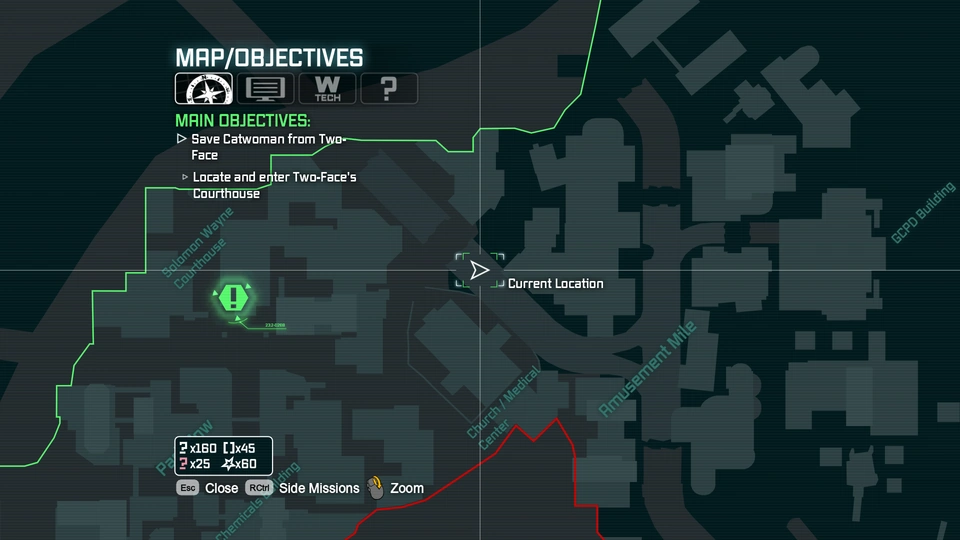 MAP/OBJECTIVES
W
TECH
?
MAIN OBJECTIVES:
Save Catwoman from Two-
Face
Locate and enter Two-Face's
Courthouse
Solomon Wayne
Courthouse
GCPD Building
Current Location
Amusement Mile
Church / Medical
Center
?x160 []x45
?x25 x60
Chemicals Building
Esc Close RCtrl Side Missions Zoom